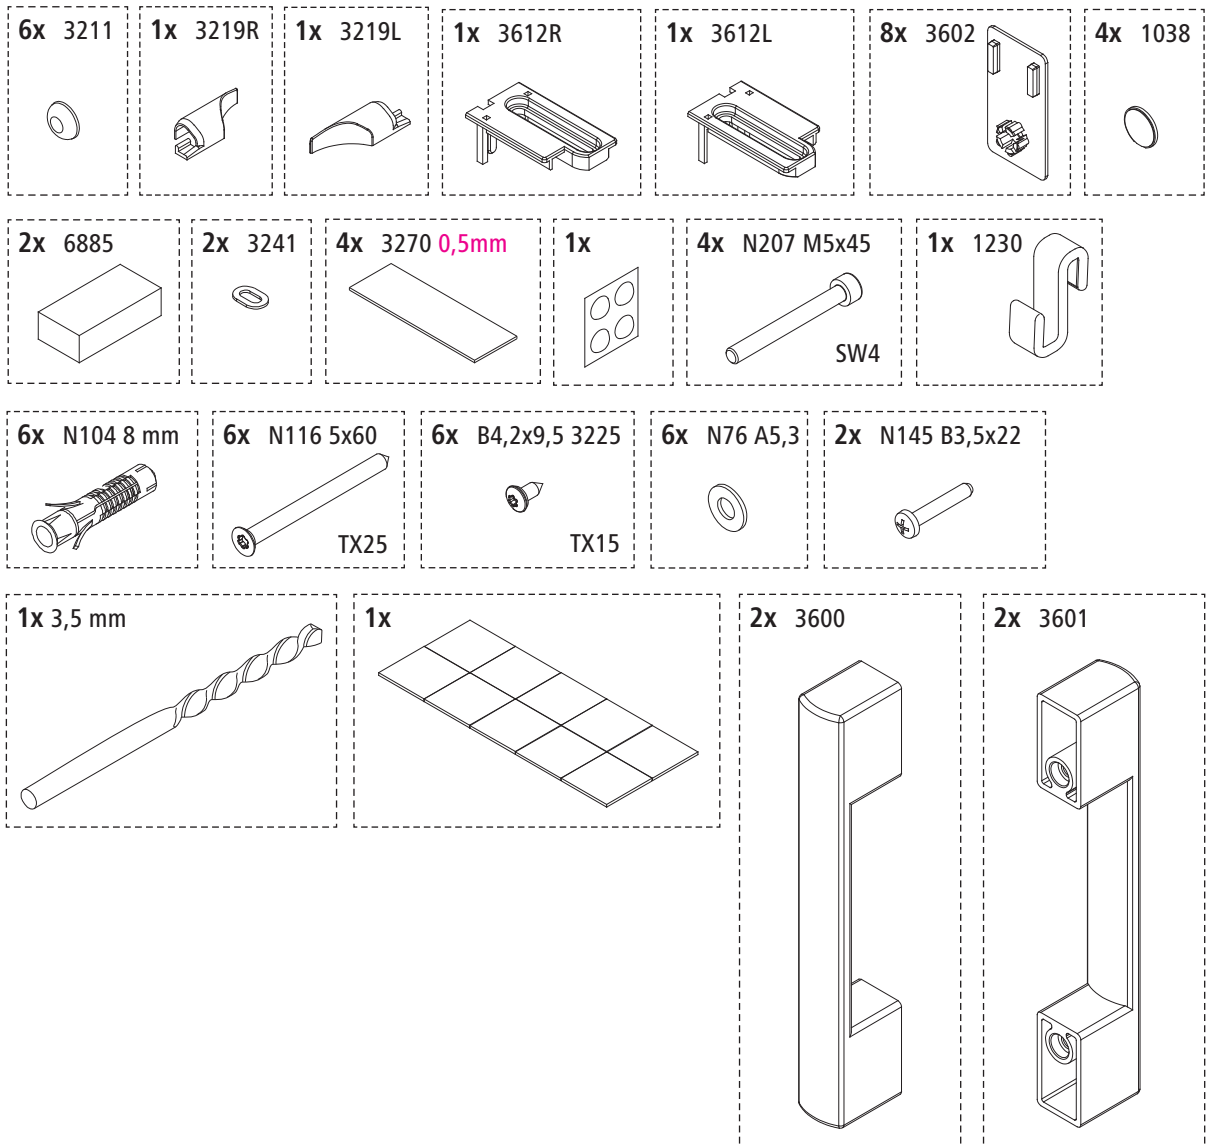 6x 3211
1x 3219R
1x 3219L
1x 3612R
1x 3612L
8x 3602
4x 1038
2x 6885
2x 3241
4x 3270 0,5mm
1x
4x N207 M5x45
SW4
1x 1230
6x N104 8 mm
6x N116 5x60
TX25
6x B4,2x9,5 3225
TX15
6x N76 A5,3
2x N145 B3,5x22
1x 3,5 mm
1x
2x 3600
2x 3601